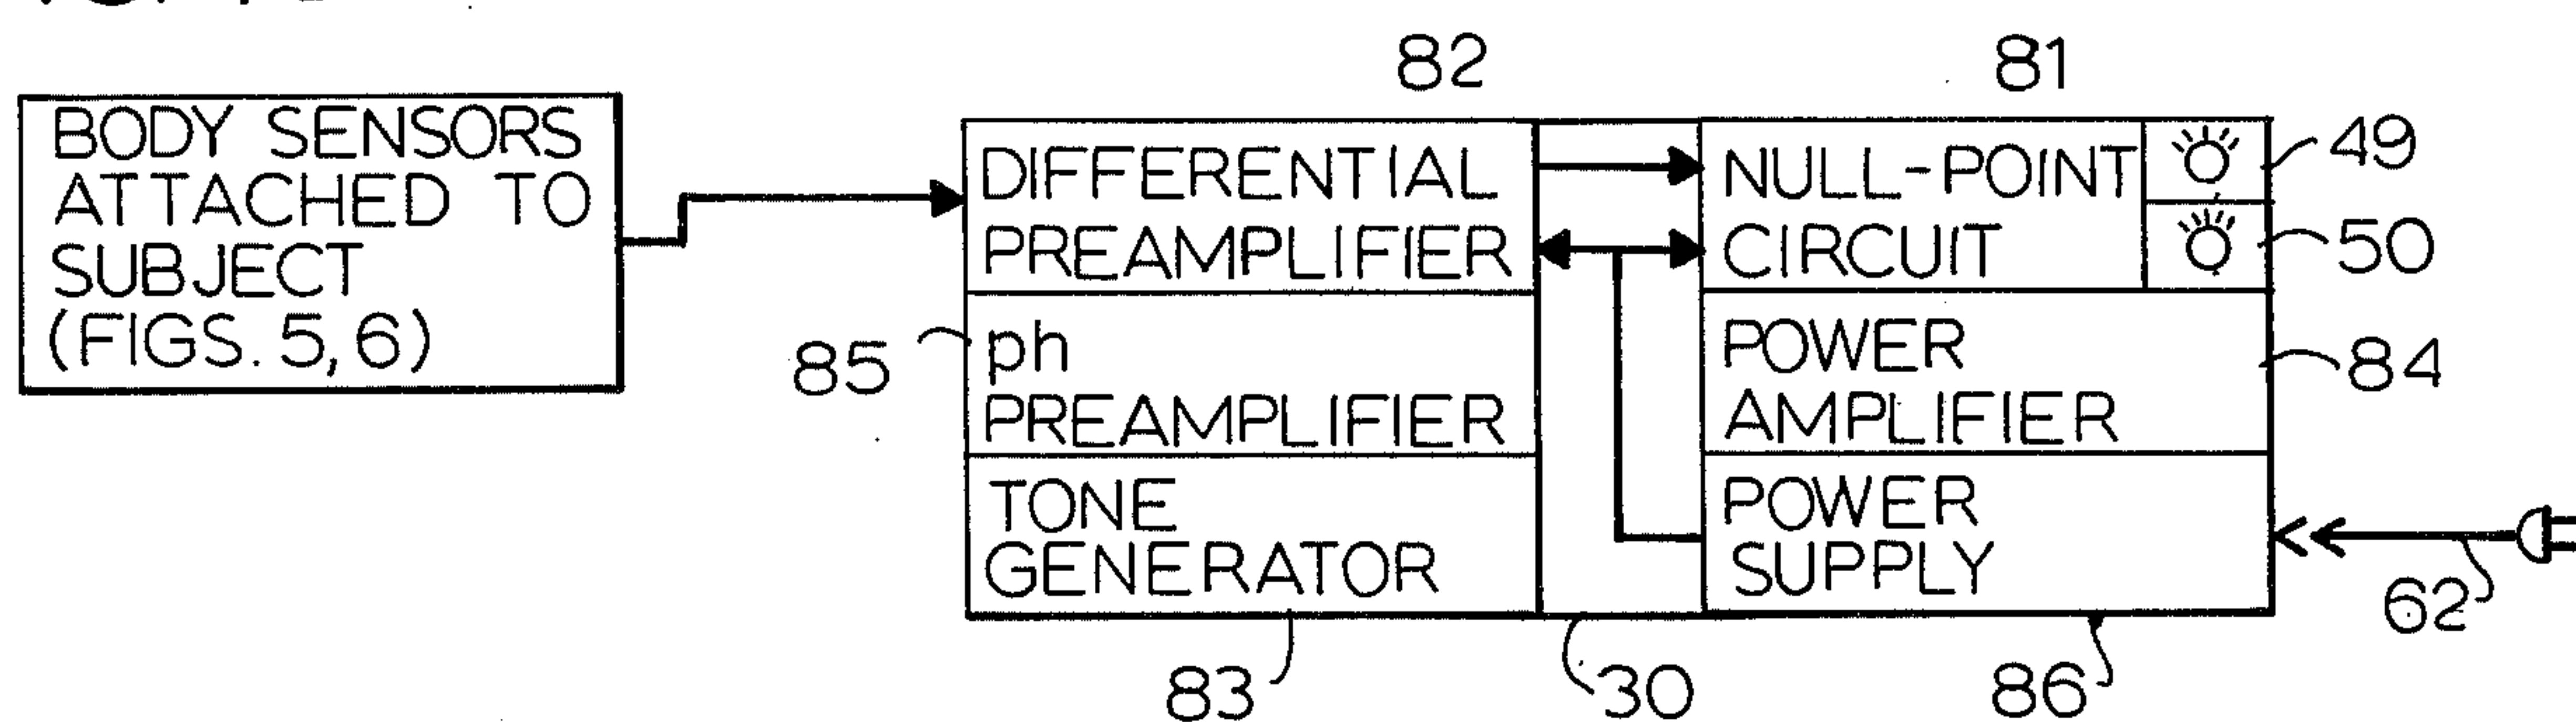 82
81
BODY SENSORS
ATTACHED TO
SUBJECT
(FIGS. 5, 6)
DIFFERENTIAL
PREAMPLIFIER
NULL-POINT
CIRCUIT
49
50
85
ph
PREAMPLIFIER
POWER
AMPLIFIER
84
TONE
GENERATOR
POWER
SUPPLY
62
83
30
86